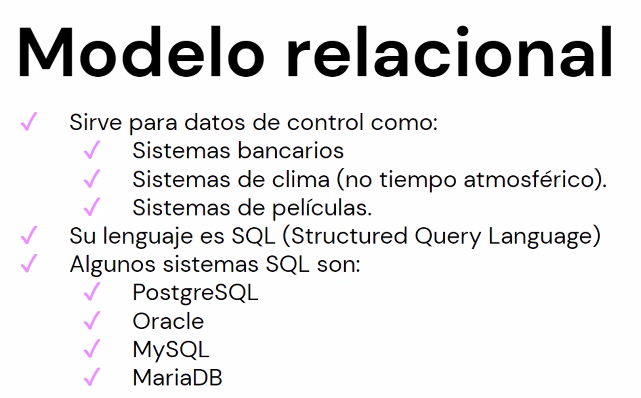 Modelo relacional
Sirve para datos de control como:
Sistemas bancarios
Sistemas de clima (no tiempo atmosférico).
Sistemas de películas.
Su lenguaje es SQL (Structured Query Language)
Algunos sistemas SQL son:
PostgreSQL
Oracle
MySQL
MariaDB